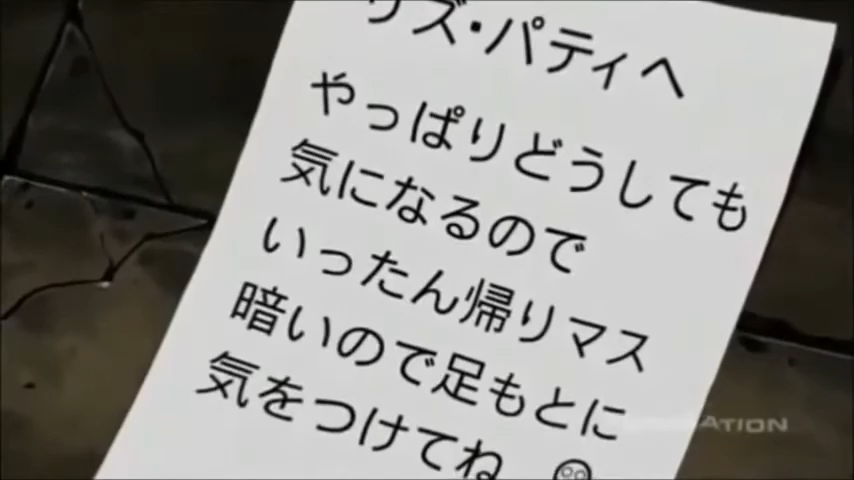 リズ・パティへ
やっぱりどうしても
気になるので
いったん帰りマス
暗いので足もとに
気をつけてね